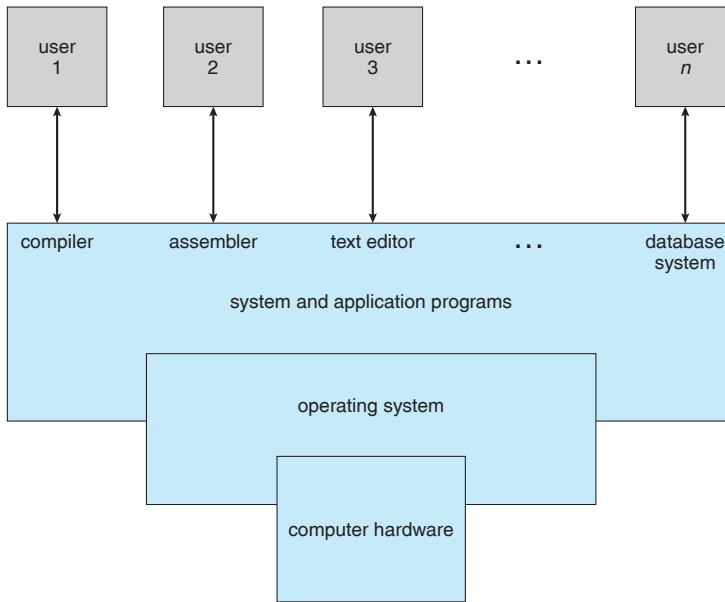 user
1
user
2
user
3
...
user
n
compiler
assembler
text editor
...
database
system
system and application programs
operating system
computer hardware